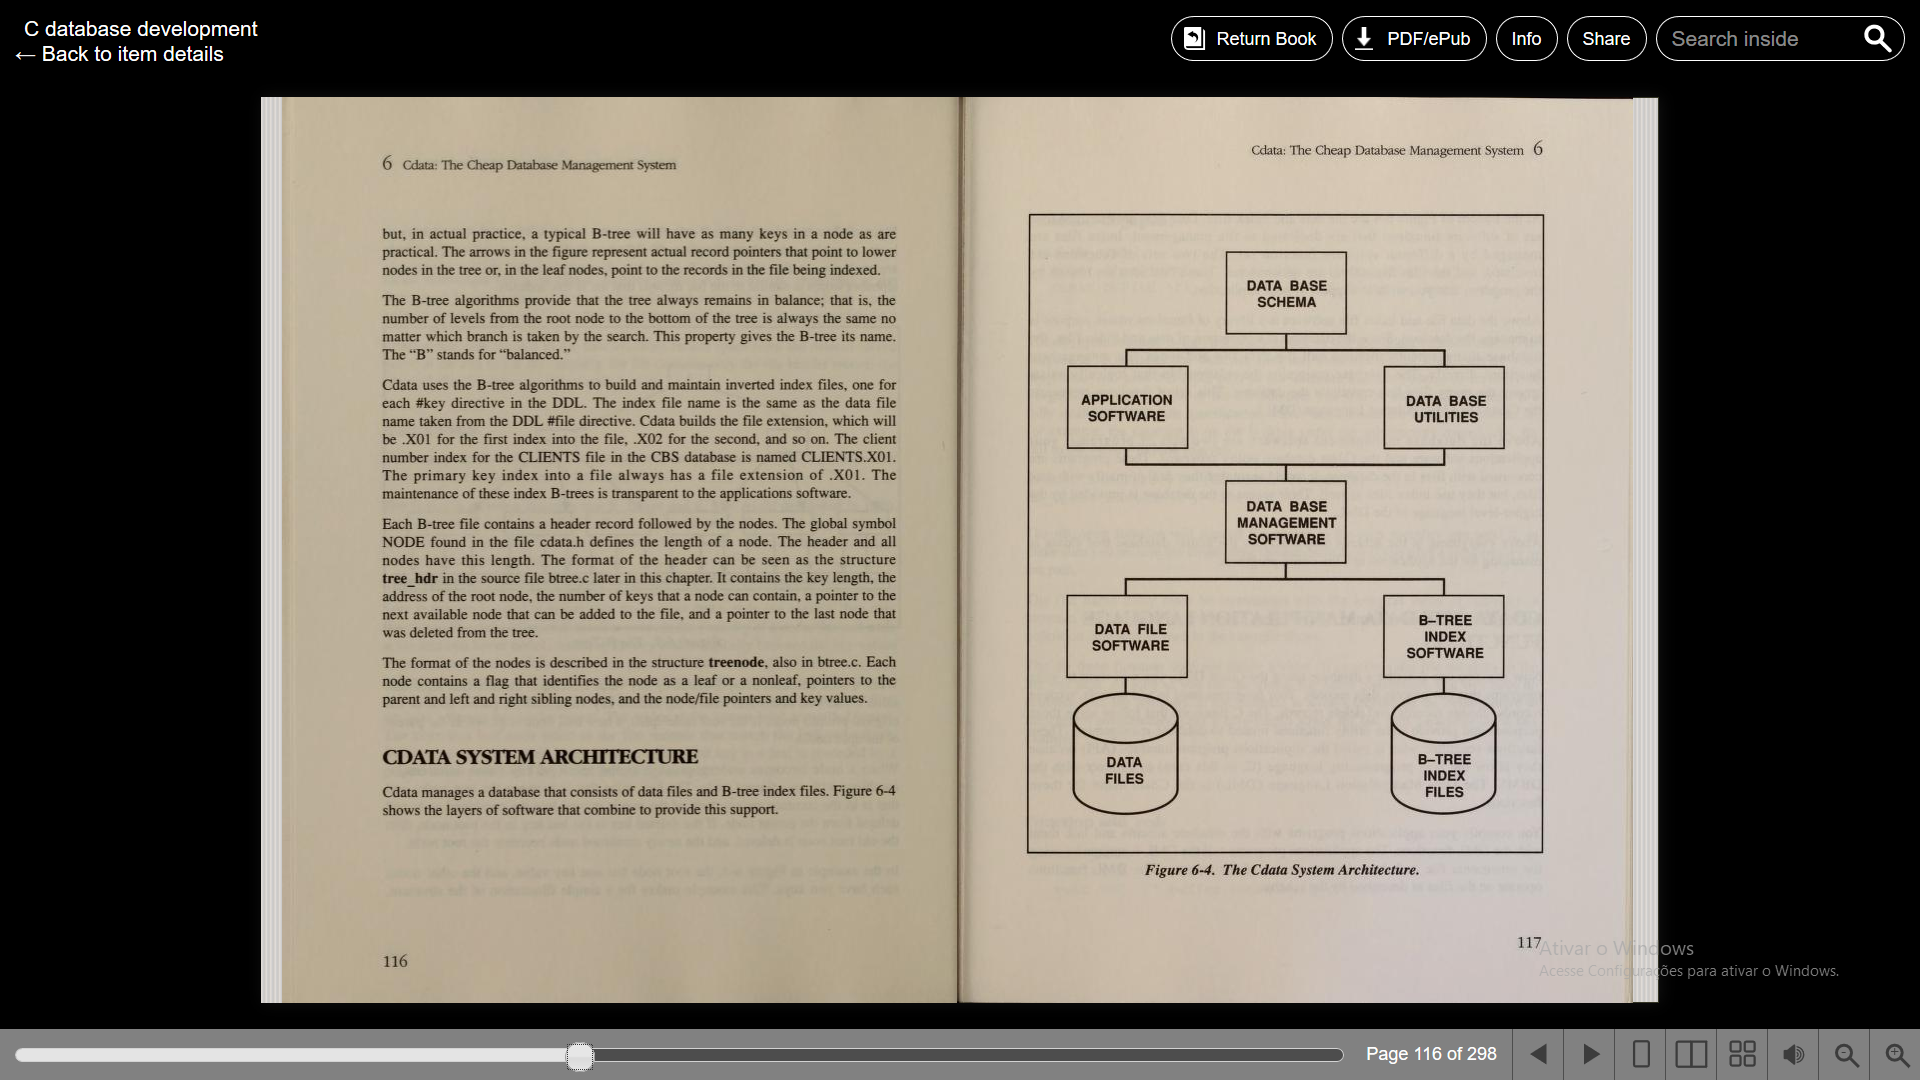 C database development
← Back to item details
Return Book
PDF/ePub
Info
Share
Search inside
6 Cdata: The Cheap Database Management System
but, in actual practice, a typical B-tree will have as many keys in a node as are
practical. The arrows in the figure represent actual record pointers that point to lower
nodes in the tree or, in the leaf nodes, point to the records in the file being indexed.
The B-tree algorithms provide that the tree always remains in balance; that is, the
number of levels from the root node to the bottom of the tree is always the same no
matter which branch is taken by the search. This property gives the B-tree its name.
The “B” stands for “balanced.”
Cdata uses the B-tree algorithms to build and maintain inverted index files, one for
each #key directive in the DDL. The index file name is the same as the data file
name taken from the DDL #file directive. Cdata builds the file extension, which will
be .X01 for the first index into the file, .X02 for the second, and so on. The client
number index for the CLIENTS file in the CBS database is named CLIENTS.X01.
The primary key index into a file always has a file extension of .X01. The
maintenance of these index B-trees is transparent to the applications software.
Each B-tree file contains a header record followed by the nodes. The global symbol
NODE found in the file cdata.h defines the length of a node. The header and all
nodes have this length. The format of the header can be seen as the structure
tree_hdr in the source file btree.c later in this chapter. It contains the key length, the
address of the root node, the number of keys that a node can contain, a pointer to the
next available node that can be added to the file, and a pointer to the last node that
was deleted from the tree.
The format of the nodes is described in the structure treenode, also in btree.c. Each
node contains a flag that identifies the node as a leaf or a nonleaf, pointers to the
parent and left and right sibling nodes, and the node/file pointers and key values.
CDATA SYSTEM ARCHITECTURE
Cdata manages a database that consists of data files and B-tree index files. Figure 6-4
shows the layers of software that combine to provide this support.
116
Cdata: The Cheap Database Management System 6
DATA BASE
SCHEMA
APPLICATION
SOFTWARE
DATA BASE
UTILITIES
DATA BASE
MANAGEMENT
SOFTWARE
DATA FILE
SOFTWARE
B–TREE
INDEX
SOFTWARE
DATA
FILES
B–TREE
INDEX
FILES
Figure 6-4. The Cdata System Architecture.
117
Ativar o Windows
Acesse Configurações para ativar o Windows.
Page 116 of 298